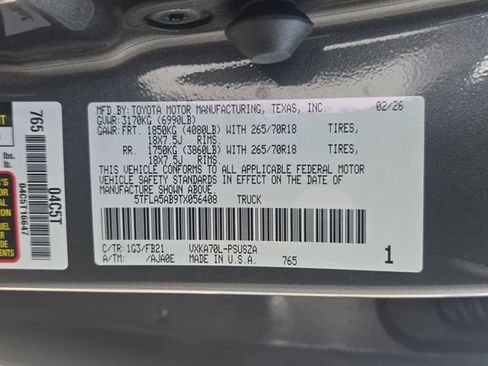 MFD.BY:TOYOTA MOTOR MANUFACTURING, TEXAS, INC. 02/26
GVWR:3170KG (6990LB)
GAWR:FRT. 1850KG (4080LB) WITH 265/70R18 TIRES,
18X7.5J RIMS,
RR. 1750KG (3860LB) WITH 265/70R18 TIRES,
18X7.5J RIMS,
THIS VEHICLE CONFORMS TO ALL APPLICABLE FEDERAL MOTOR
VEHICLE SAFETY STANDARDS IN EFFECT ON THE DATE OF
MANUFACTURE SHOWN ABOVE.
5TFLA5AB9TX056408 TRUCK
C/TR:1G3/FB21 VXKA70L-PSUSZA
A/TM: /AJA0E MADE IN U.S.A. 765 1
765
04C5T
04C5T16647
lbs.
lb.